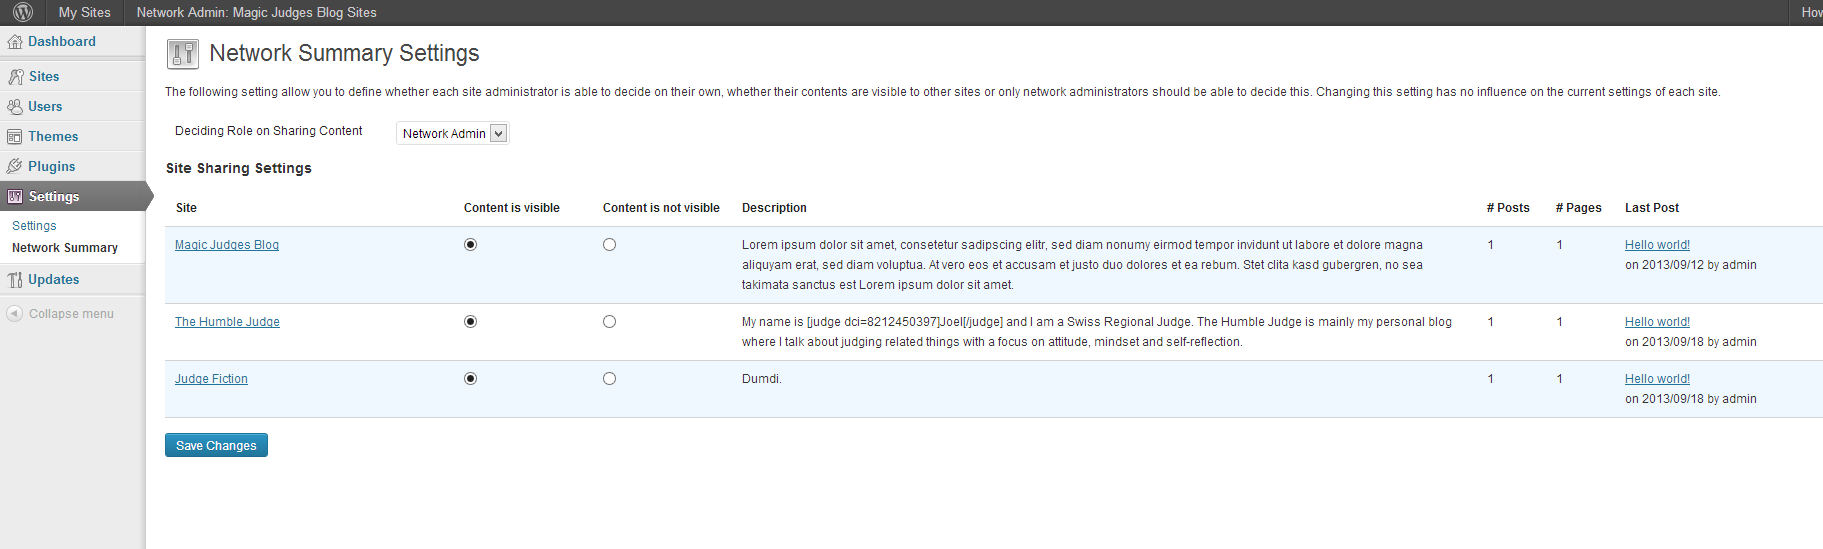 My Sites Network Admin: Magic Judges Blog Sites How
Dashboard
Sites
Users
Themes
Plugins
Settings
Settings
Network Summary
Updates
Collapse menu
Network Summary Settings
The following setting allow you to define whether each site administrator is able to decide on their own, whether their contents are visible to other sites or only network administrators should be able to decide this. Changing this setting has no influence on the current settings of each site.
Deciding Role on Sharing Content Network Admin
Site Sharing Settings
Site Content is visible Content is not visible Description # Posts # Pages Last Post
Magic Judges Blog Lorem ipsum dolor sit amet, consetetur sadipscing elitr, sed diam nonumy eirmod tempor invidunt ut labore et dolore magna 1 1 Hello world!
aliquyam erat, sed diam voluptua. At vero eos et accusam et justo duo dolores et ea rebum. Stet clita kasd gubergren, no sea on 2013/09/12 by admin
takimata sanctus est Lorem ipsum dolor sit amet.
The Humble Judge My name is [judge dci=8212450397]Joel[/judge] and I am a Swiss Regional Judge. The Humble Judge is mainly my personal blog 1 1 Hello world!
where I talk about judging related things with a focus on attitude, mindset and self-reflection. on 2013/09/18 by admin
Judge Fiction Dumdi. 1 1 Hello world!
on 2013/09/18 by admin
Save Changes